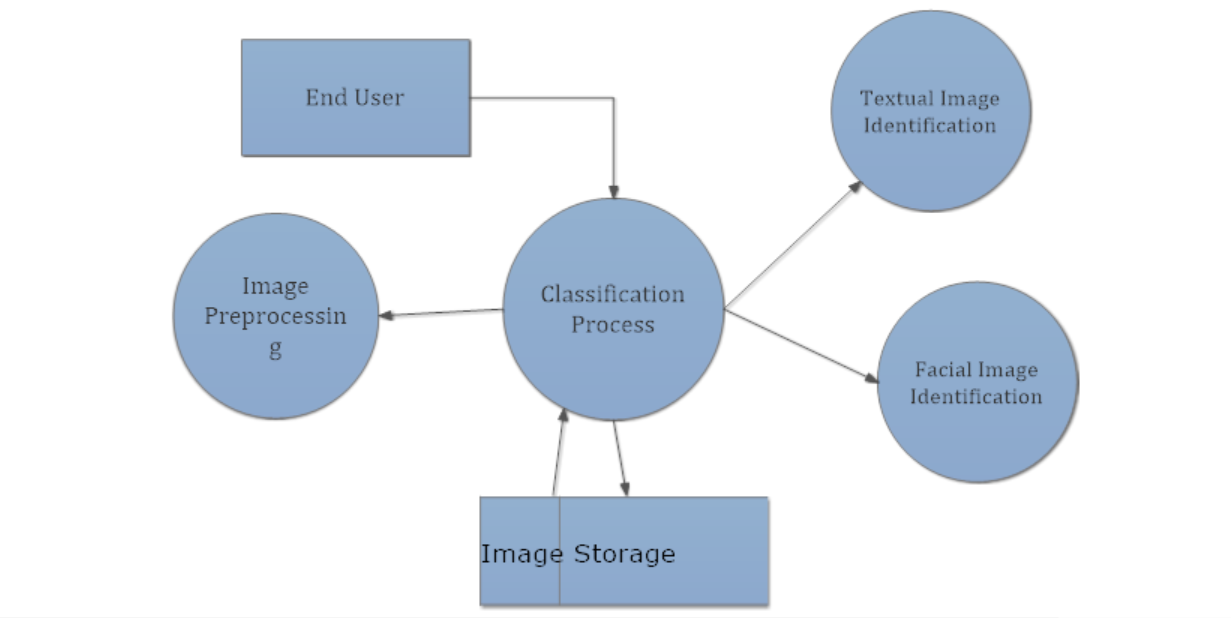 End User
Textual Image
Identification
Image
Preprocessin
g
Classification
Process
Facial Image
Identification
Image Storage